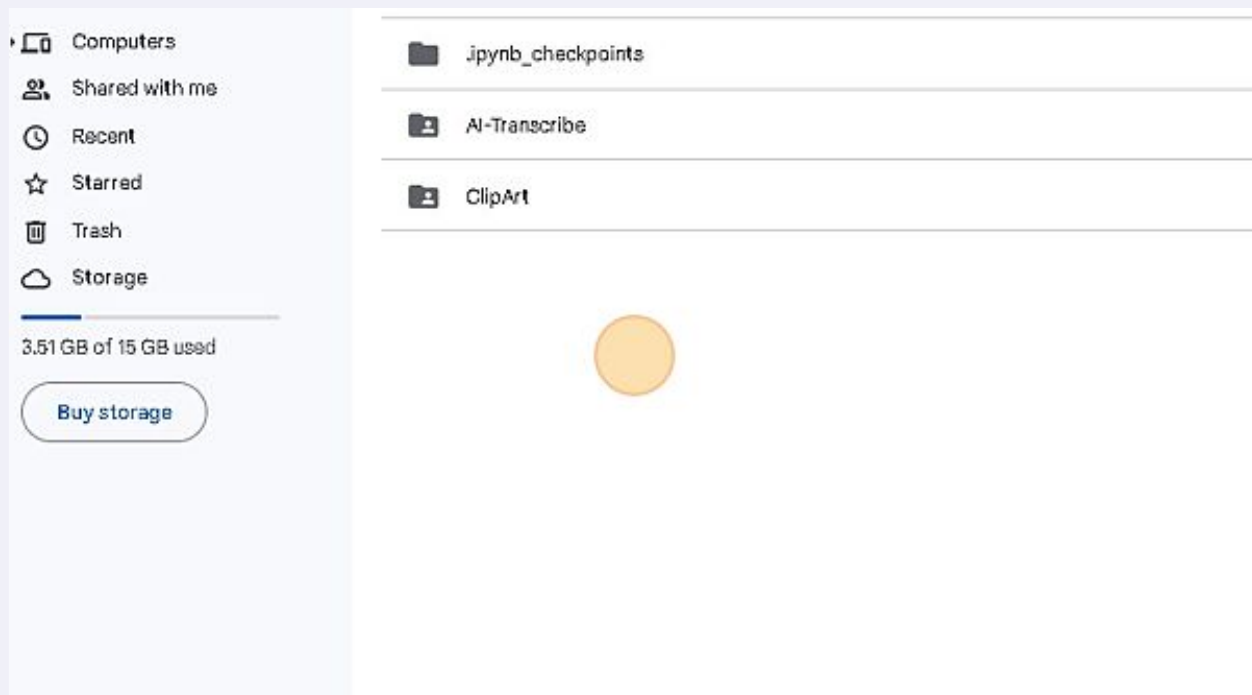 Computers
Shared with me
Recent
Starred
Trash
Storage
3.51 GB of 15 GB used
Buy storage
.ipynb_checkpoints
AI-Transcribe
ClipArt